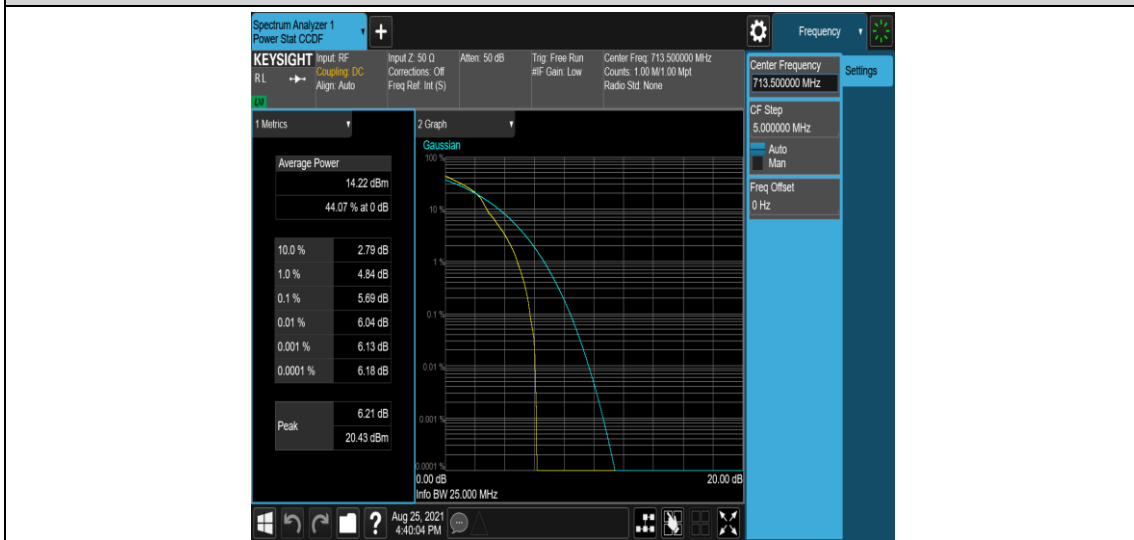 Spectrum Analyzer 1
Power Stat CCDF
Frequency
KEYSIGHT
RL
LXI
Input: RF
Coupling: DC
Align: Auto
Input Z: 50 Ω
Corrections: Off
Freq Ref: Int (S)
Atten: 50 dB
Trig: Free Run
#IF Gain: Low
Center Freq: 713.500000 MHz
Counts: 1.00 M/1.00 Mpt
Radio Std: None
Center Frequency
713.500000 MHz
Settings
CF Step
5.000000 MHz
Auto
Man
Freq Offset
0 Hz
1 Metrics
Average Power
14.22 dBm
44.07 % at 0 dB
10.0 % 2.79 dB
1.0 % 4.84 dB
0.1 % 5.69 dB
0.01 % 6.04 dB
0.001 % 6.13 dB
0.0001 % 6.18 dB
Peak
6.21 dB
20.43 dBm
2 Graph
Gaussian
100 %
10 %
1 %
0.1 %
0.01 %
0.001 %
0.0001 %
0.00 dB 20.00 dB
Info BW 25.000 MHz
?
Aug 25, 2021
4:40:04 PM